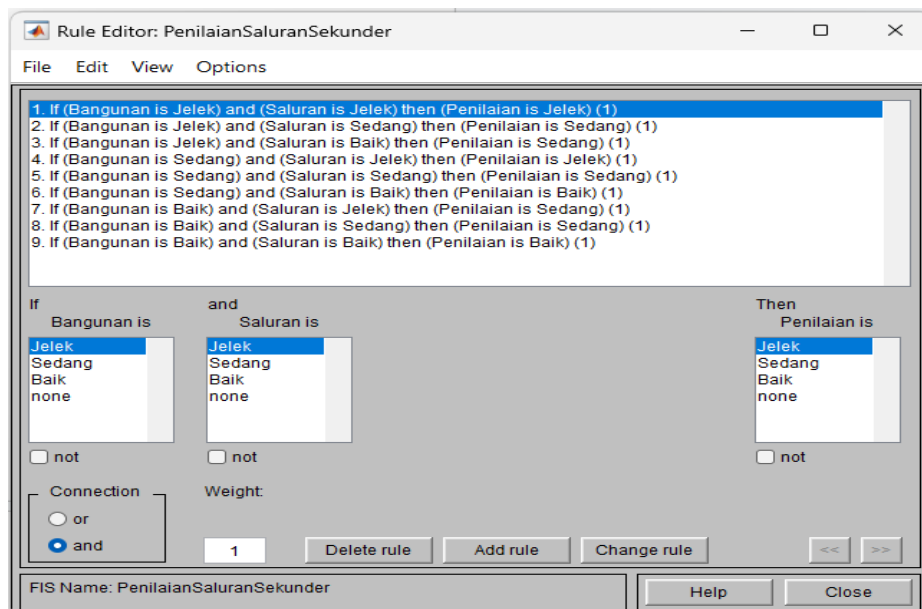 Rule Editor: PenilaianSaluranSekunder
File Edit View Options
1. If (Bangunan is Jelek) and (Saluran is Jelek) then (Penilaian is Jelek) (1)
2. If (Bangunan is Jelek) and (Saluran is Sedang) then (Penilaian is Sedang) (1)
3. If (Bangunan is Jelek) and (Saluran is Baik) then (Penilaian is Sedang) (1)
4. If (Bangunan is Sedang) and (Saluran is Jelek) then (Penilaian is Jelek) (1)
5. If (Bangunan is Sedang) and (Saluran is Sedang) then (Penilaian is Sedang) (1)
6. If (Bangunan is Sedang) and (Saluran is Baik) then (Penilaian is Baik) (1)
7. If (Bangunan is Baik) and (Saluran is Jelek) then (Penilaian is Sedang) (1)
8. If (Bangunan is Baik) and (Saluran is Sedang) then (Penilaian is Sedang) (1)
9. If (Bangunan is Baik) and (Saluran is Baik) then (Penilaian is Baik) (1)
If
Bangunan is
Jelek
Sedang
Baik
none
not
and
Saluran is
Jelek
Sedang
Baik
none
not
Then
Penilaian is
Jelek
Sedang
Baik
none
not
Connection
or
and
Weight:
1
Delete rule
Add rule
Change rule
<<
>>
FIS Name: PenilaianSaluranSekunder
Help
Close